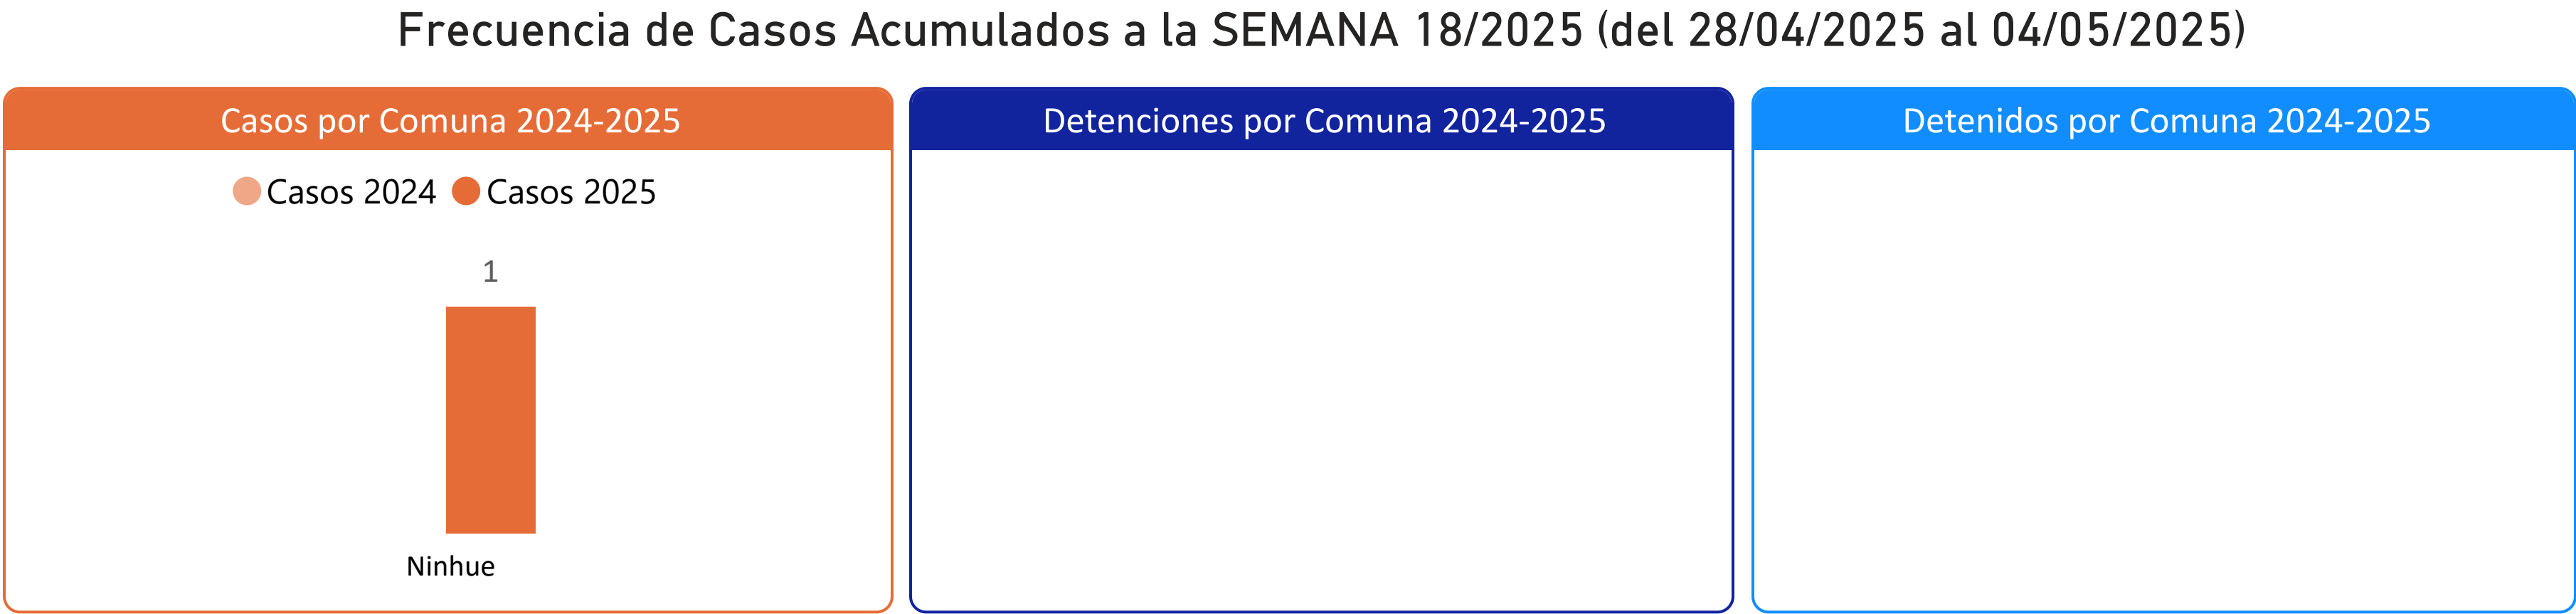 Frecuencia de Casos Acumulados a la SEMANA 18/2025 (del 28/04/2025 al 04/05/2025)
Casos por Comuna 2024-2025
Casos 2024 Casos 2025
1
Ninhue
Detenciones por Comuna 2024-2025
Detenidos por Comuna 2024-2025